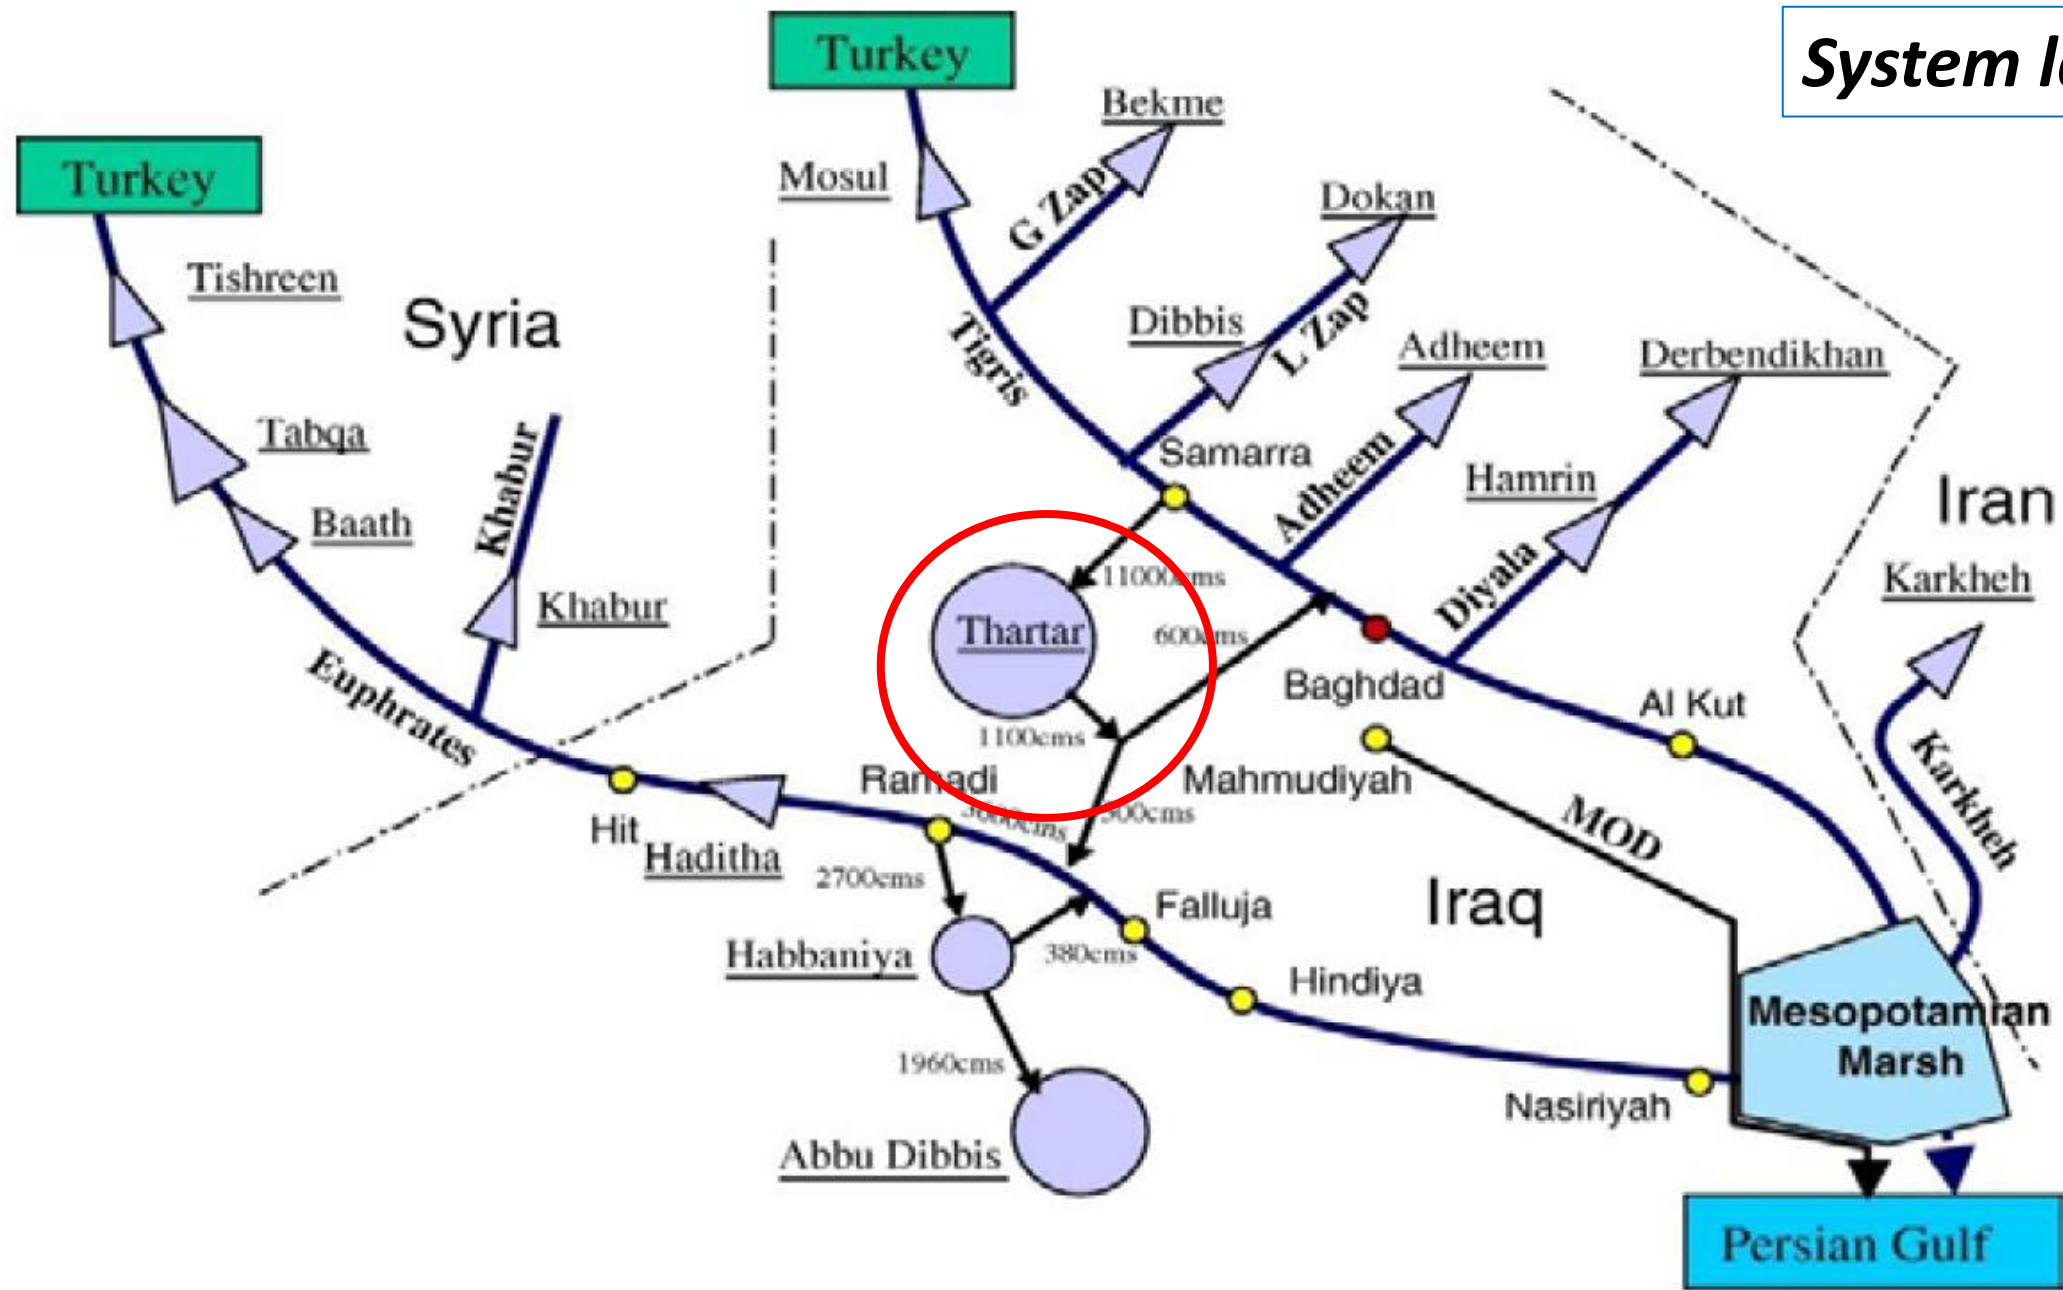 Turkey
System l
Turkey
Bekme
Mosul
G Zap
Dokan
Tishreen
Syria
Tigris
Dibbis
L Zap
Adheem
Derbendikhan
Tabqa
Khabur
Samarra
Adheem
Hamrin
Iran
Baath
Diyala
Karkheh
11000cms
Khabur
Thartar
600cms
Euphrates
Baghdad
Al Kut
1100cms
Karkheh
Ramadi
Mahmudiyah
MOD
Hit
Haditha
2700cms
Iraq
Falluja
Habbaniya
380cms
Hindiya
Mesopotamian
Marsh
1960cms
Nasiriyah
Abbu Dibbis
Persian Gulf